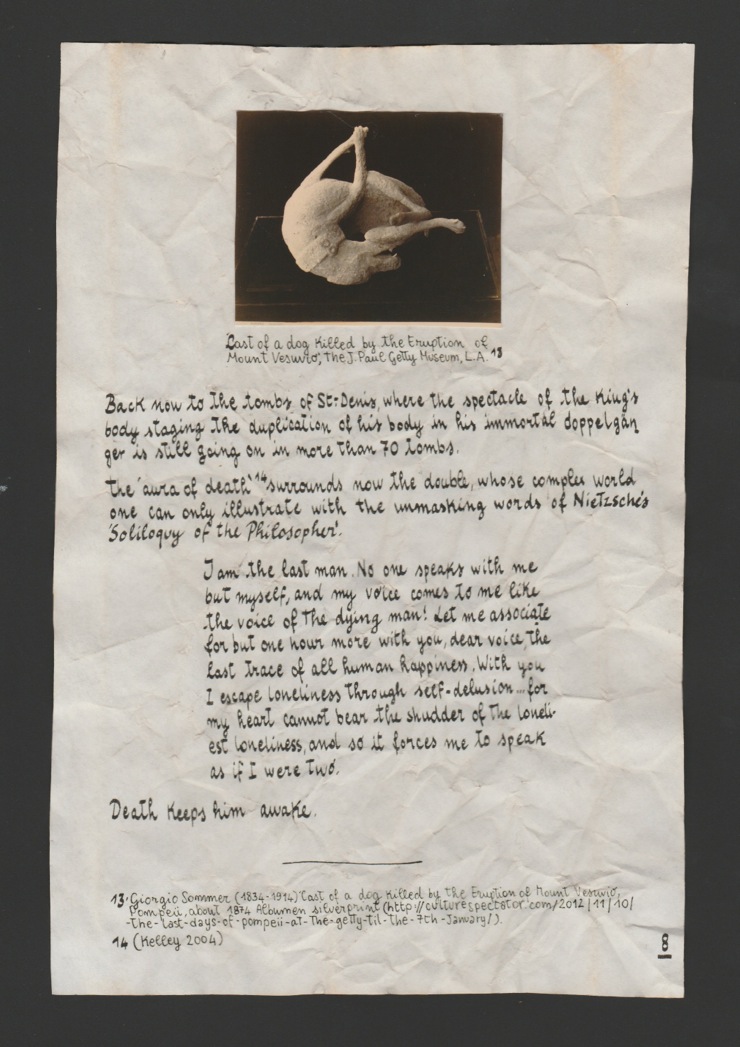 Cast of a dog killed by the Eruption of
Mount Vesuvio, The J. Paul Getty Museum, L.A. 13
Back now to the tombs of St-Denis, where the spectacle of the King's
body staging the duplication of his body in his immortal doppelgän
ger is still going on in more than 70 tombs.
The 'aura of death' 14 surrounds now the double, whose complex world
one can only illustrate with the unmasking words of Nietzsche's
'Soliloquy of the Philosopher'.
I am the last man. No one speaks with me
but myself, and my voice comes to me like
the voice of the dying man! Let me associate
for but one hour more with you, dear voice, the
last trace of all human happiness. With you
I escape loneliness through self-delusion... for
my heart cannot bear the shudder of the loneli-
est loneliness, and so it forces me to speak
as if I were two.
Death keeps him awake.
13. Giorgio Sommer (1834-1914) 'Cast of a dog killed by the Eruption of Mount Vesuvio,
Pompeii, about 1874 Albumen silverprint (http://culturespectator.com/2012/11/10/
-the-last-days-of-pompeii-at-the-getty-til-the-7th-january/).
14 (Kelley 2004)
8